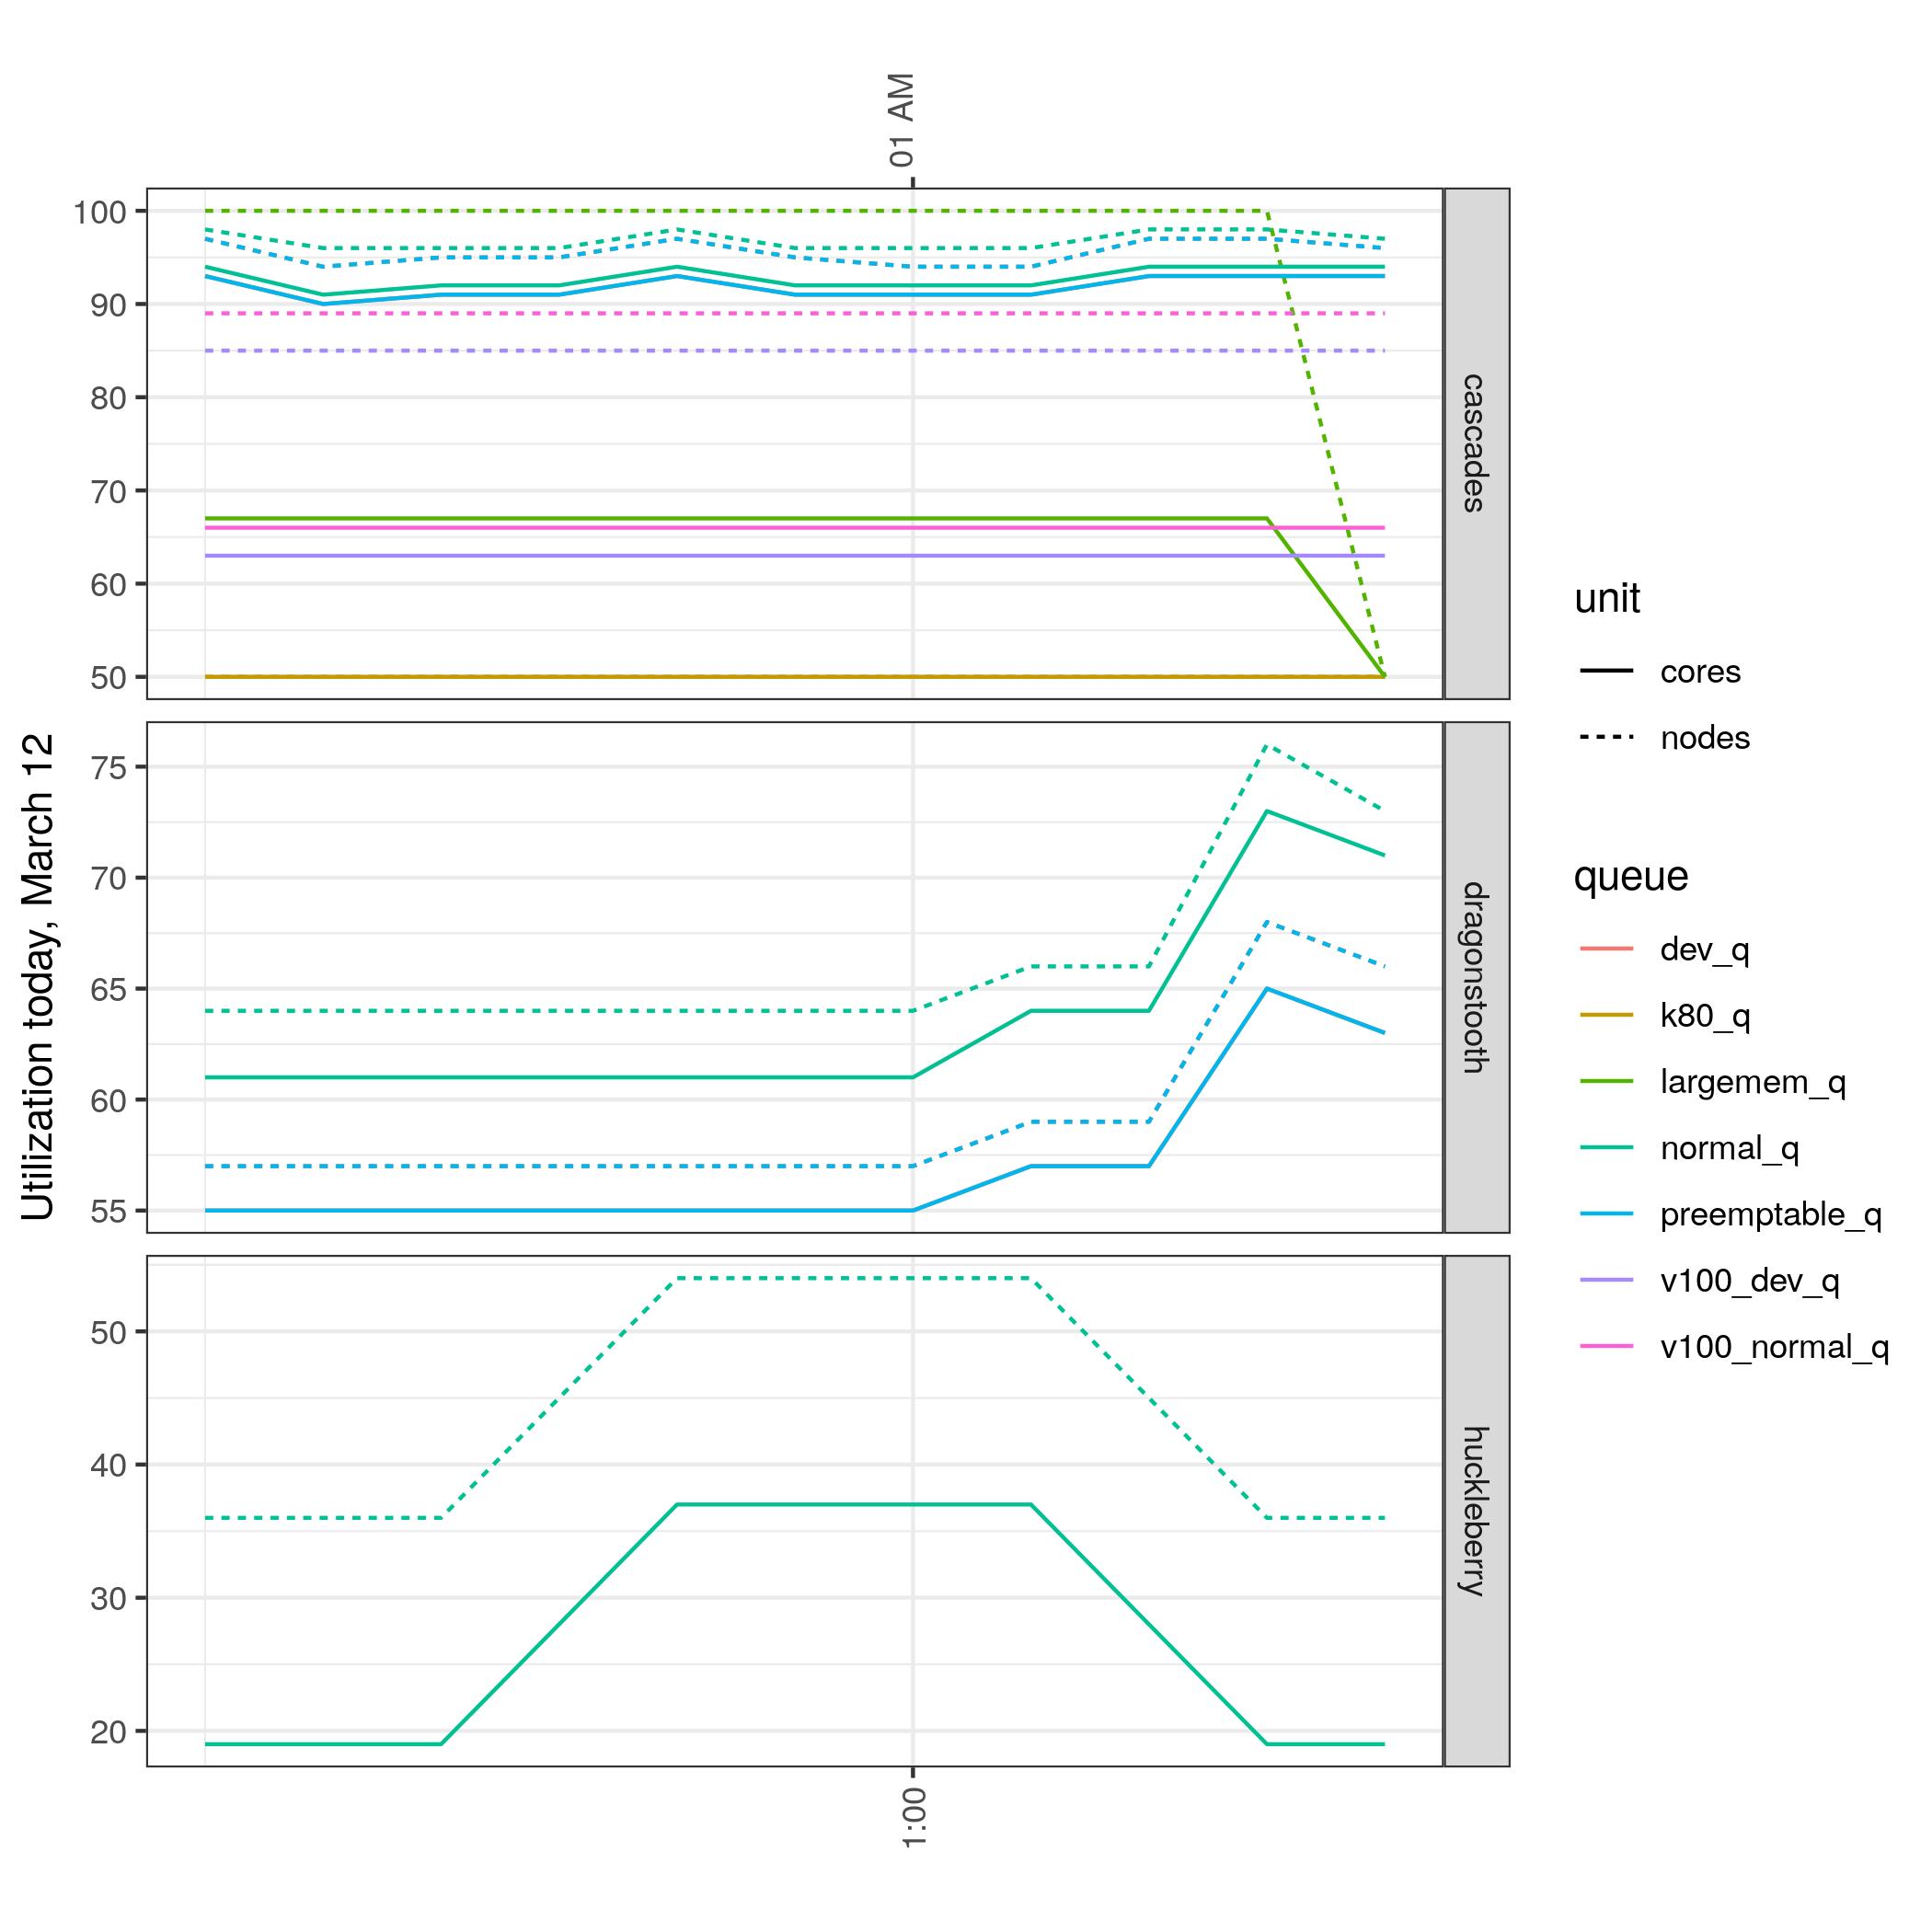 01 AM
100
90
80
70
60
50
cascades
75
70
65
60
55
dragonstooth
50
40
30
20
huckleberry
1:00
Utilization today, March 12
unit
cores
nodes
queue
dev_q
k80_q
largemem_q
normal_q
preemptable_q
v100_dev_q
v100_normal_q